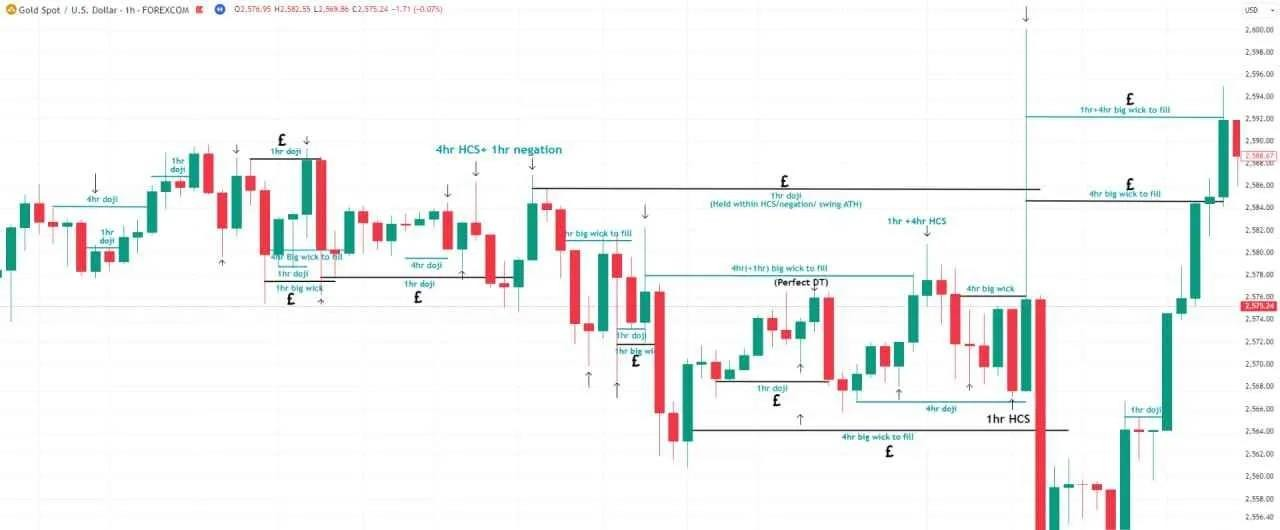 Gold Spot / U.S. Dollar · 1h · FOREXCOM O2,576.95 H2,582.55 L2,569.86 C2,575.24 −1.71 (−0.07%)
USD
2,600.00
2,598.00
2,596.00
2,594.00
£
1hr+4hr big wick to fill
2,592.00
£
1hr doji
2,590.00
4hr HCS+ 1hr negation
2,588.67
1hr
doji
2,588.00
£
1hr doji
(Held within HCS/negation/ swing ATH)
2,586.00
£
4hr big wick to fill
4hr doji
2,584.00
1hr +4hr HCS
2,582.00
1hr
doji
hr big wick to fill
2,580.00
4hr Big wick to fill
1hr doji
4hr doji
4hr(+1hr) big wick to fill
2,578.00
(Perfect DT)
1hr big wick
£
1hr doji
£
4hr big wick
2,576.00
2,575.24
2,574.00
1hr doji
2,572.00
1hr big wi
£
2,570.00
1hr doji
£
2,568.00
4hr doji
1hr HCS
1hr doji
2,566.00
4hr big wick to fill
£
2,564.00
2,562.00
2,560.00
2,558.00
2,556.40